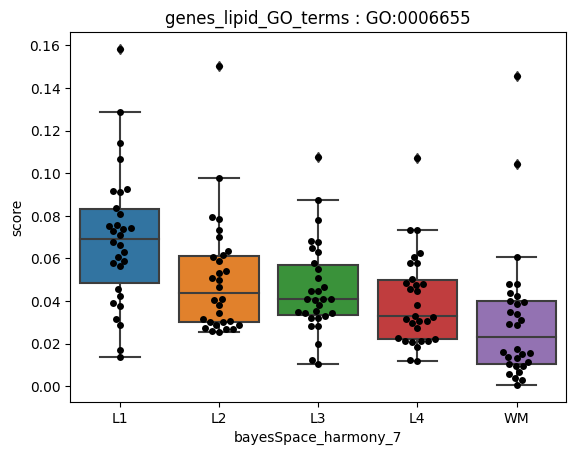 genes_lipid_GO_terms : GO:0006655
0.16
0.14
0.12
0.10
0.08
0.06
0.04
0.02
0.00
score
L1 L2 L3 L4 WM
bayesSpace_harmony_7